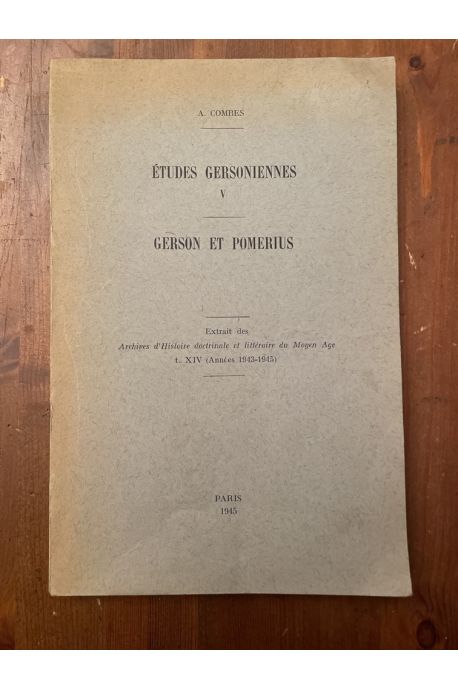 A. COMBES
ÉTUDES GERSONIENNES
V
GERSON ET POMERIUS
Extrait des
Archives d'Histoire doctrinale et littéraire du Moyen Age
t. XIV (Années 1943-1945)
PARIS
1945